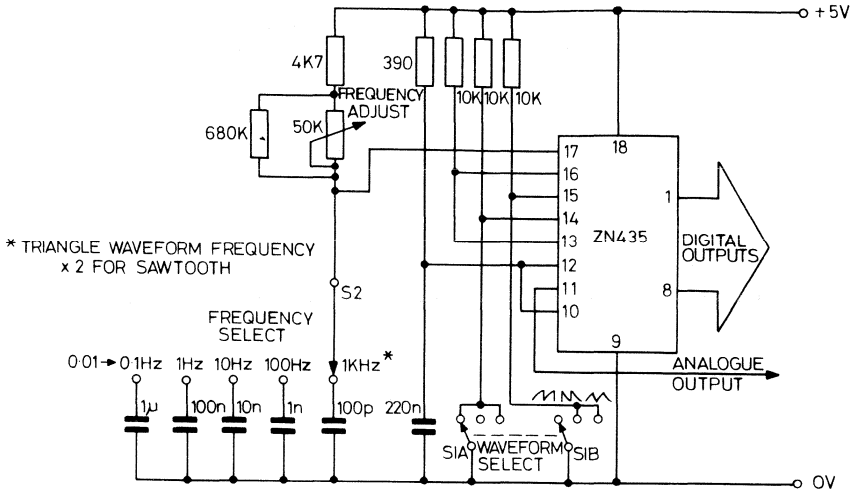 +5V
4K7
390
FREQUENCY
ADJUST
10K
10K
10K
680K
50K
17
18
16
15
1
14
ZN435
13
DIGITAL
OUTPUTS
12
11
8
10
9
* TRIANGLE WAVEFORM FREQUENCY
x 2 FOR SAWTOOTH
S2
FREQUENCY
SELECT
0·01→0·1Hz
1Hz
10Hz
100Hz
1KHz*
ANALOGUE
OUTPUT
1µ
100n
10n
1n
100p
220n
S1A
WAVEFORM
SELECT
S1B
0V